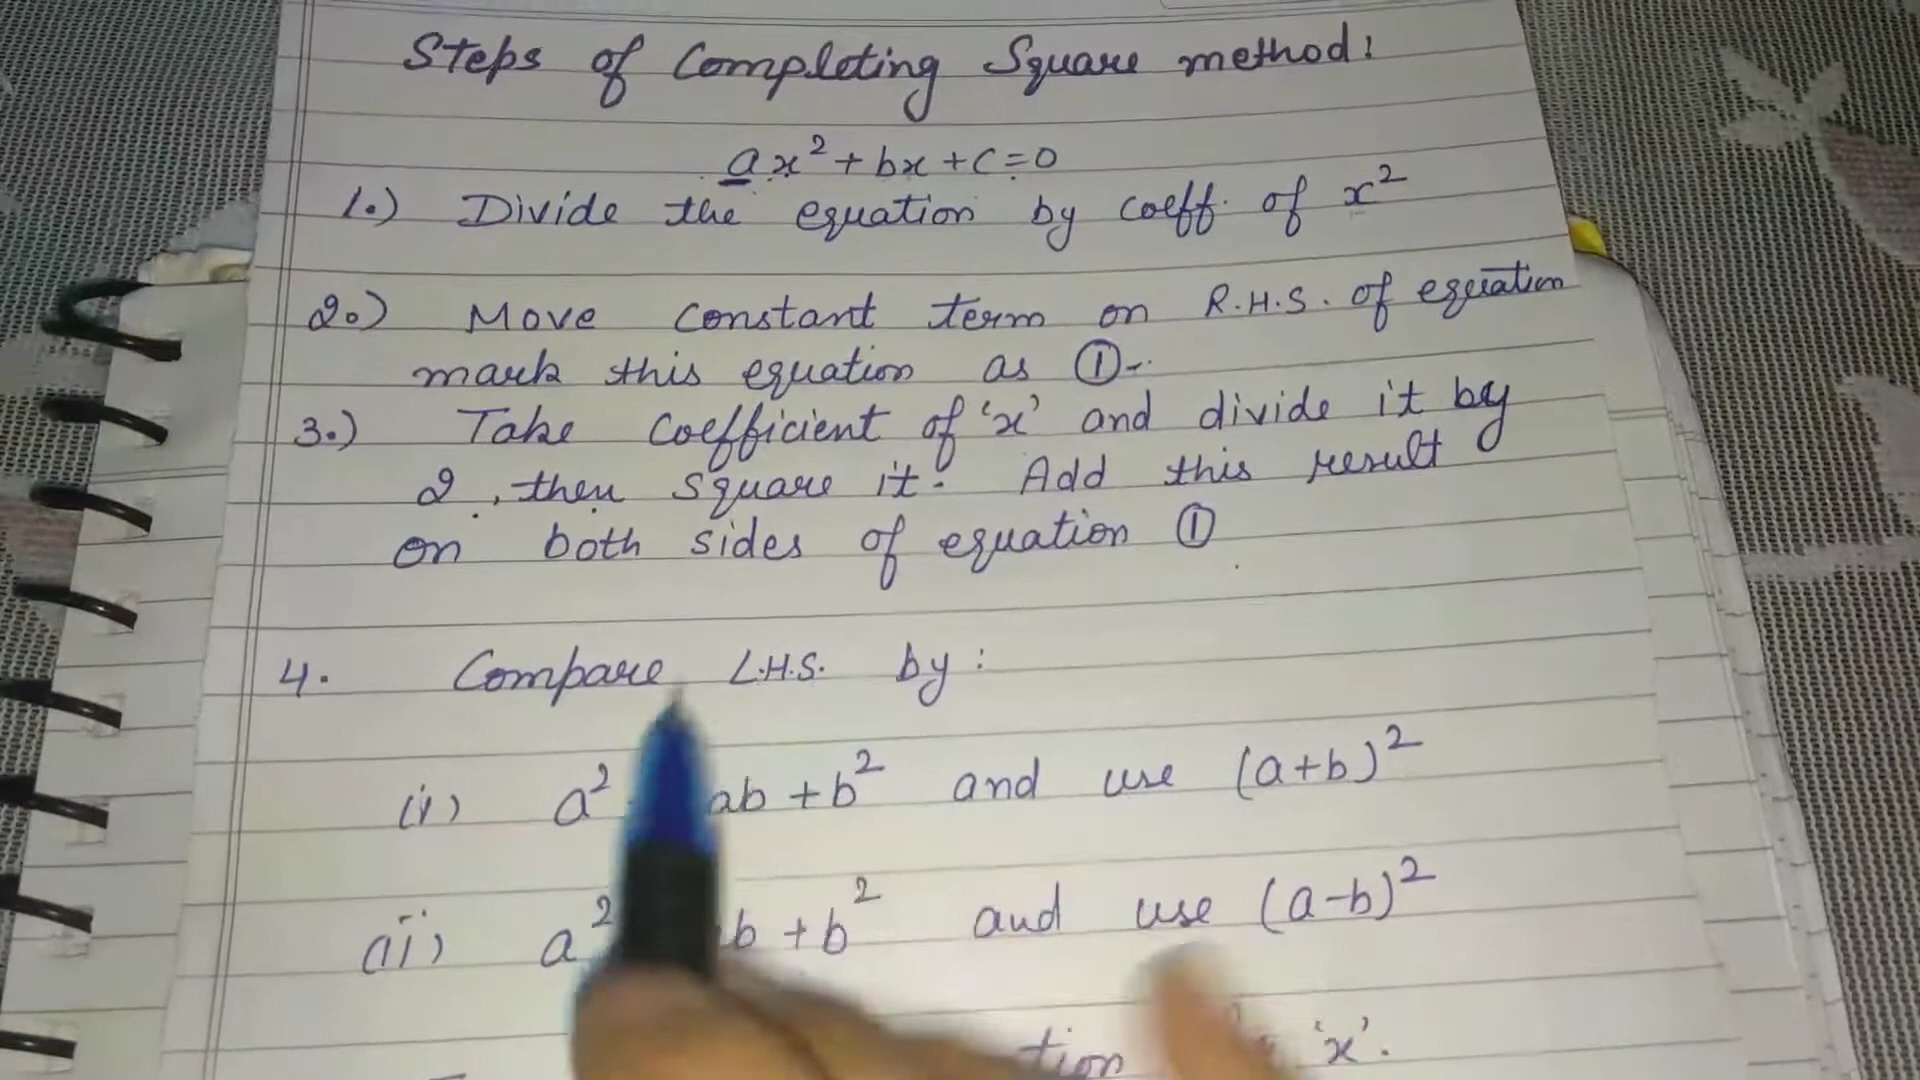 Steps of Completing Square method:
ax² + bx + c = 0
1.) Divide the equation by coeff. of x²
2.) Move constant term on R.H.S. of equation
mark this equation as ①
3.) Take Coefficient of 'x' and divide it by
2, then square it. Add this result
on both sides of equation ①
4. Compare L.H.S. by:
(i) a² ab + b² and use (a+b)²
(ii) a² b + b² and use (a-b)²
'x'.